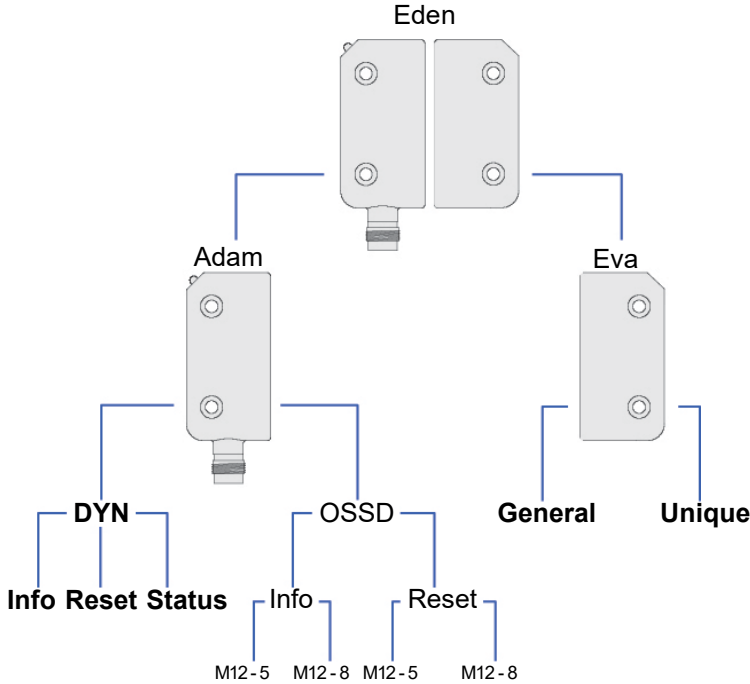 Eden
Adam
Eva
DYN
OSSD
General
Unique
Info Reset Status
Info
Reset
M12-5
M12-8
M12-5
M12-8